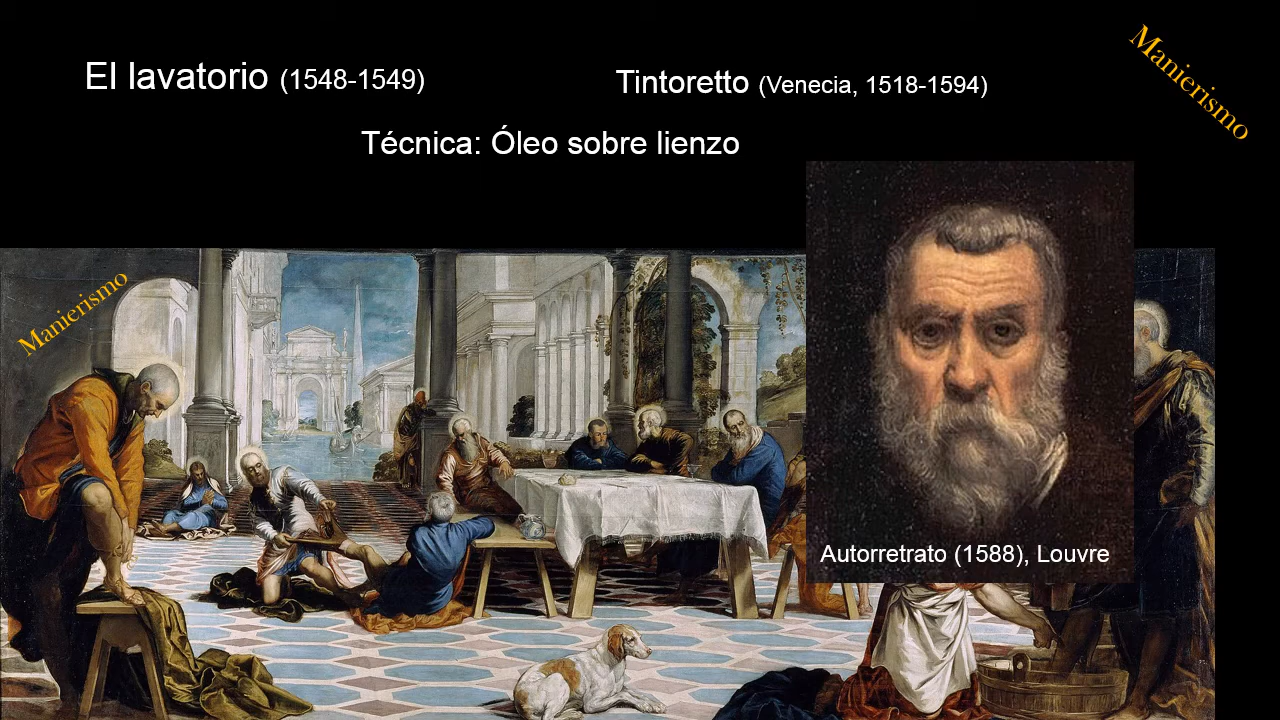 El lavatorio (1548-1549)
Tintoretto (Venecia, 1518-1594)
Manierismo
Técnica: Óleo sobre lienzo
Manierismo
Autorretrato (1588), Louvre